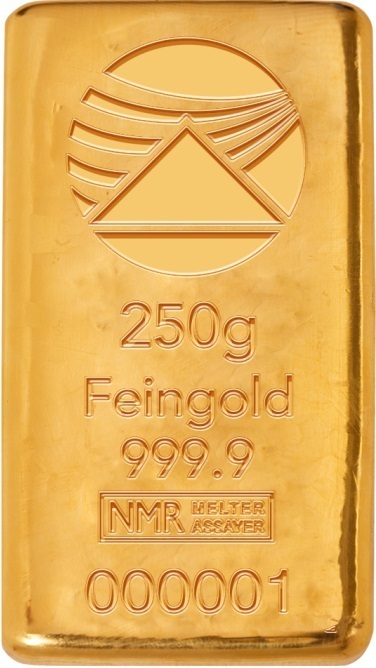 250g
Feingold
999.9
NMR MELTER
ASSAYER
000001